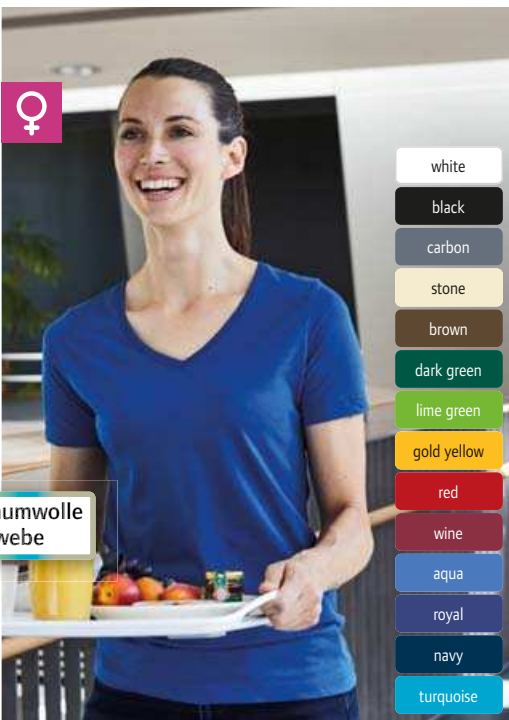 white
black
carbon
stone
brown
dark green
lime green
gold yellow
red
wine
aqua
royal
navy
turquoise
umwolle
webe